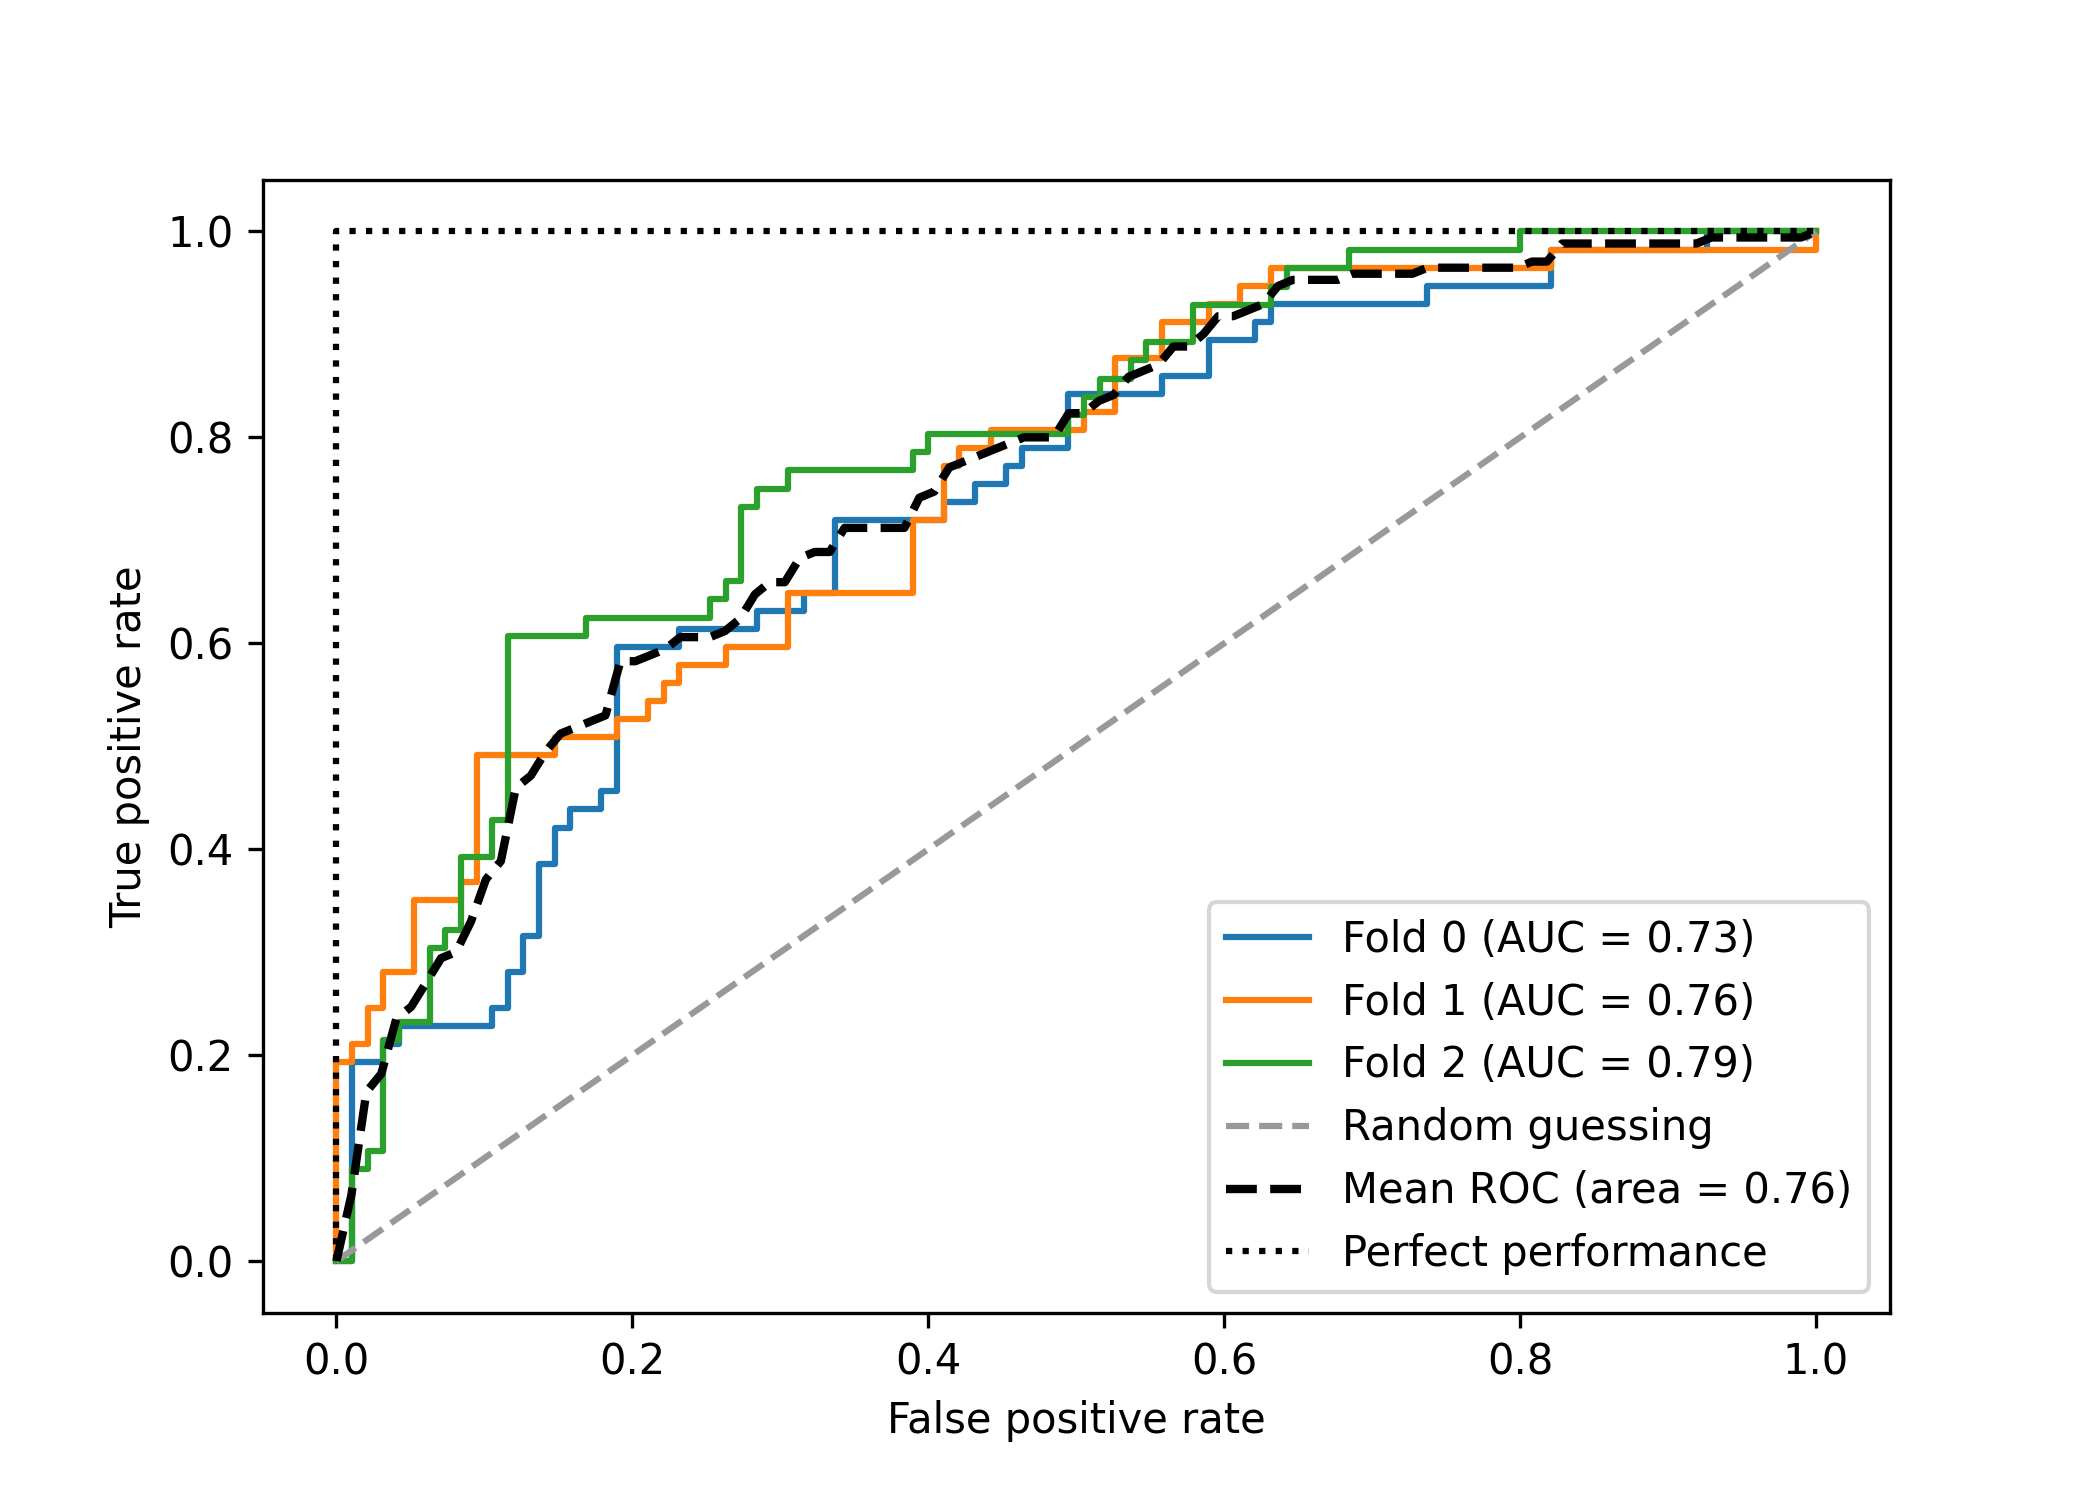 1.0
0.8
0.6
0.4
0.2
0.0
True positive rate
0.0 0.2 0.4 0.6 0.8 1.0
False positive rate
Fold 0 (AUC = 0.73)
Fold 1 (AUC = 0.76)
Fold 2 (AUC = 0.79)
Random guessing
Mean ROC (area = 0.76)
Perfect performance